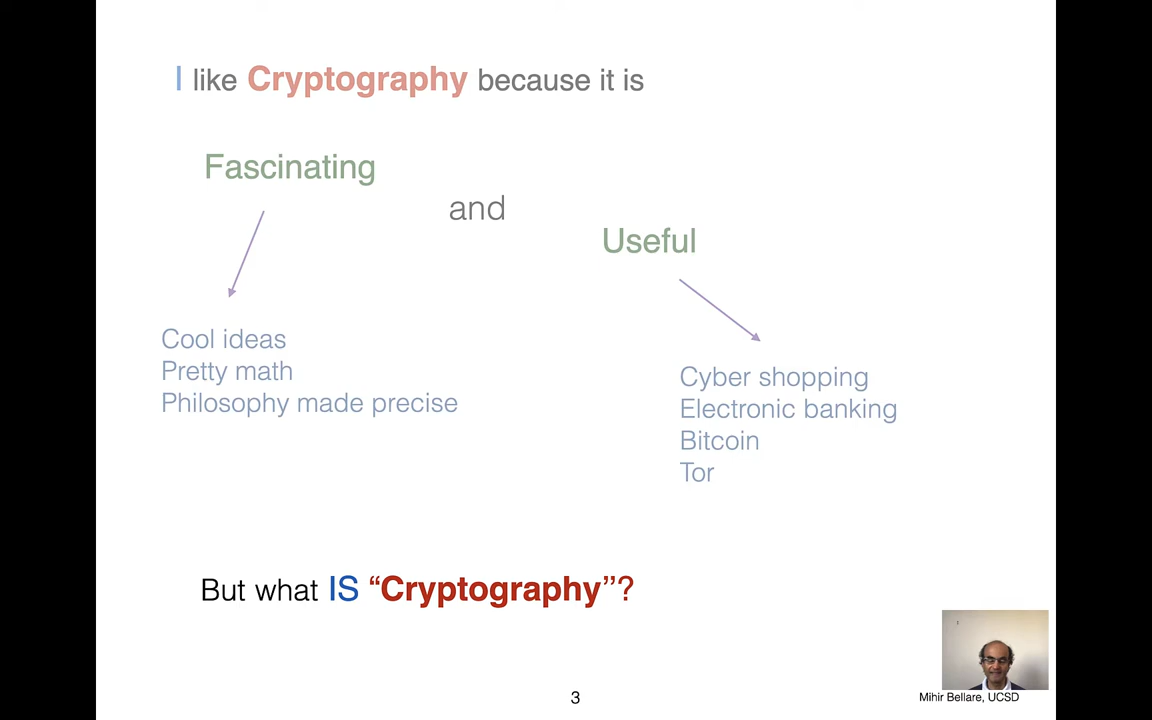 I like Cryptography because it is
Fascinating
and
Useful
Cool ideas
Pretty math
Philosophy made precise
Cyber shopping
Electronic banking
Bitcoin
Tor
But what IS “Cryptography”?
3
Mihir Bellare, UCSD